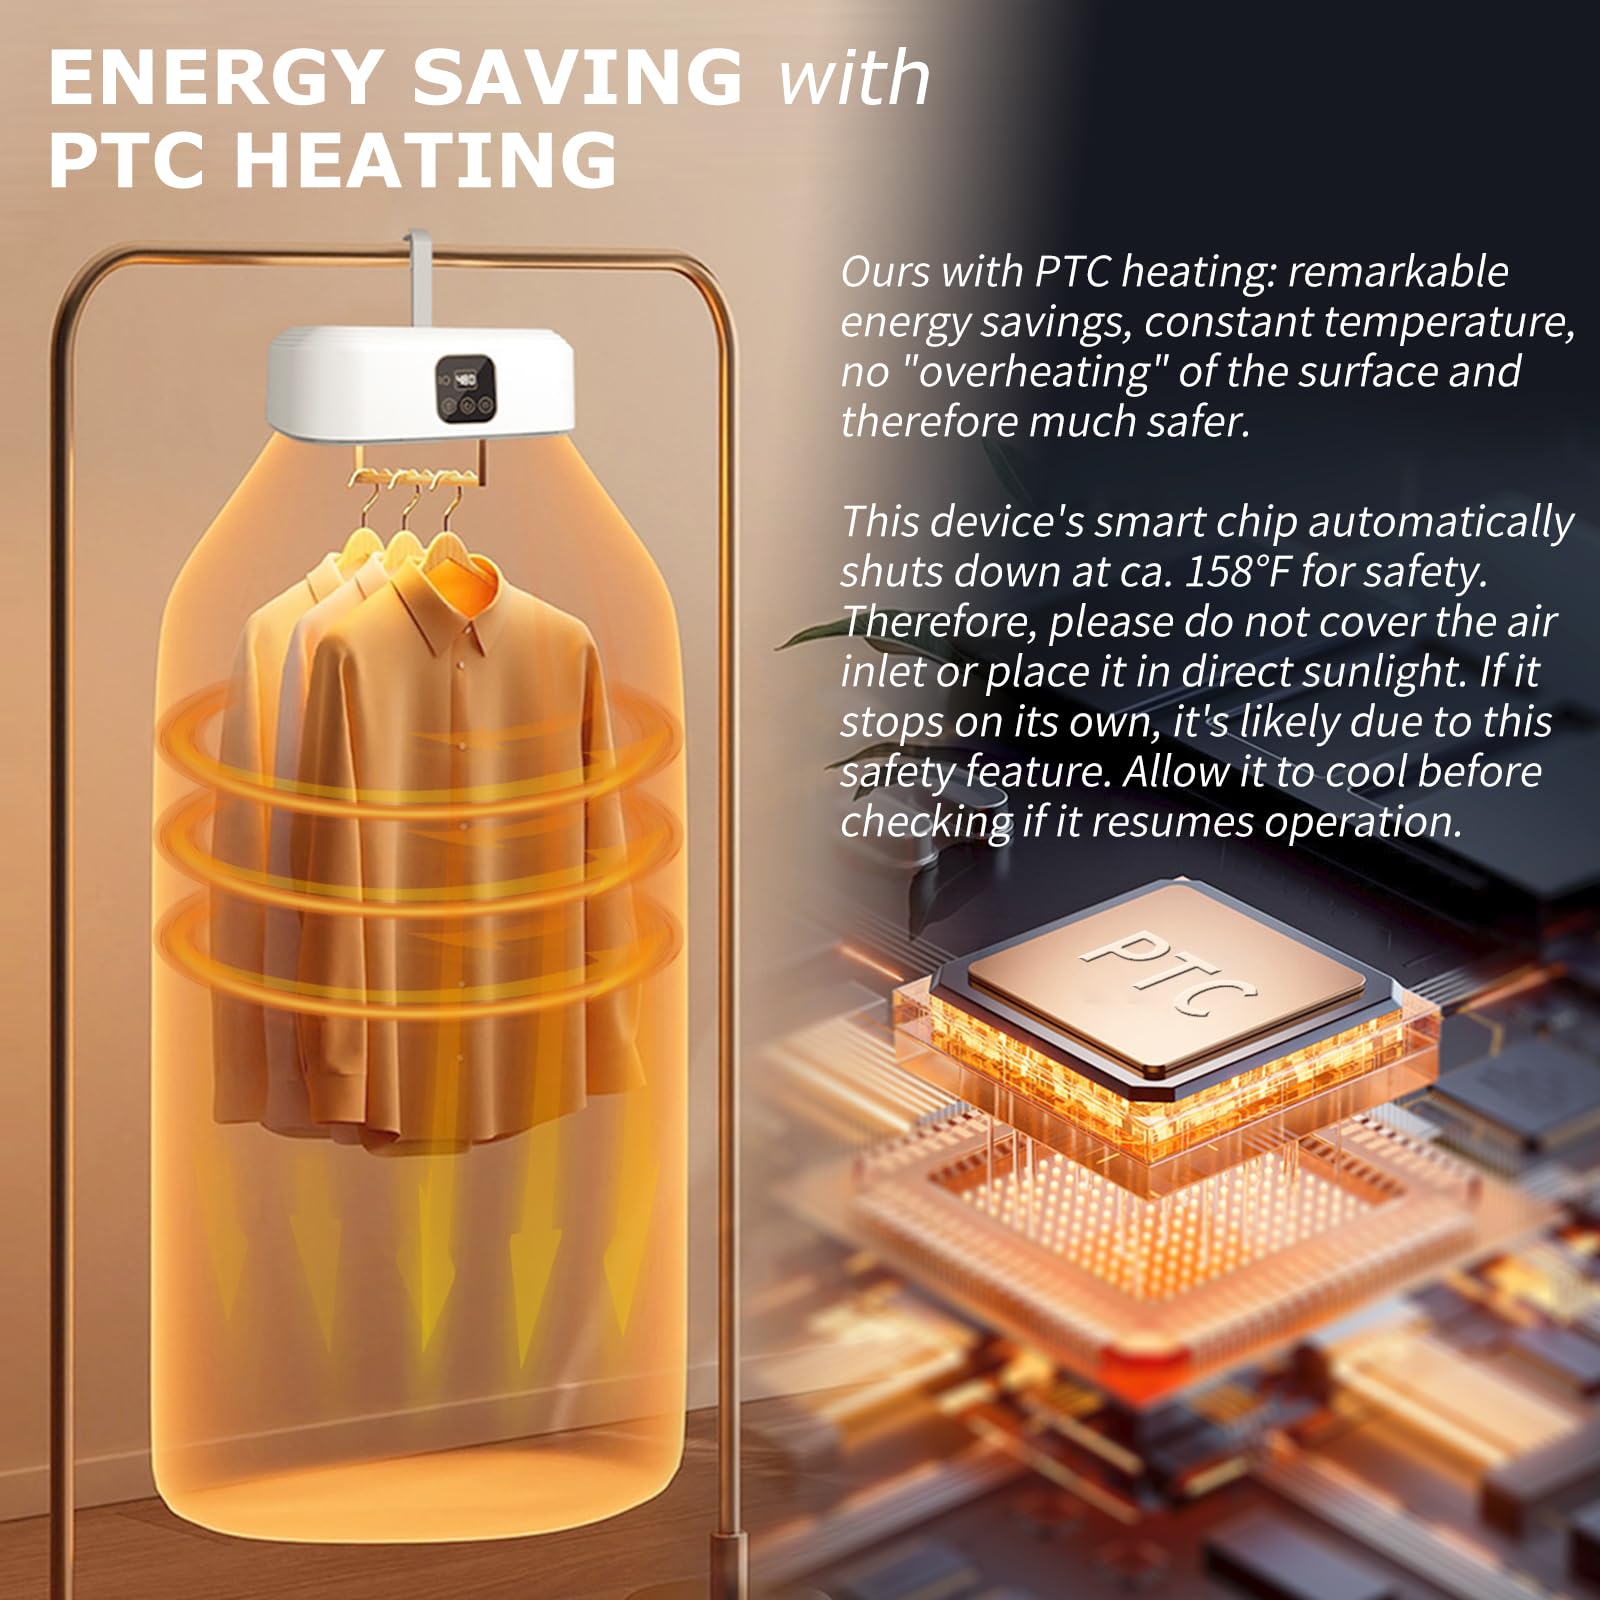 ENERGY SAVING with
PTC HEATING
Ours with PTC heating: remarkable
energy savings, constant temperature,
no "overheating" of the surface and
therefore much safer.
This device's smart chip automatically
shuts down at ca. 158°F for safety.
Therefore, please do not cover the air
inlet or place it in direct sunlight. If it
stops on its own, it's likely due to this
safety feature. Allow it to cool before
checking if it resumes operation.
480
PTC